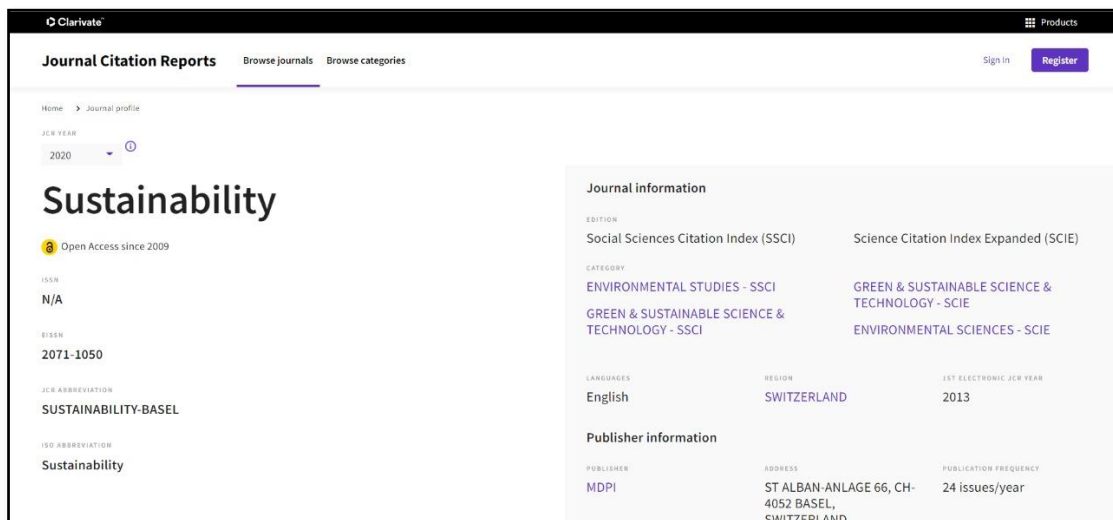 Clarivate™
Products
Journal Citation Reports
Browse journals
Browse categories
Sign In
Register
Home > Journal profile
JCR YEAR
2020
Sustainability
Open Access since 2009
ISSN
N/A
EISSN
2071-1050
JCR ABBREVIATION
SUSTAINABILITY-BASEL
ISO ABBREVIATION
Sustainability
Journal information
EDITION
Social Sciences Citation Index (SSCI)
Science Citation Index Expanded (SCIE)
CATEGORY
ENVIRONMENTAL STUDIES - SSCI
GREEN & SUSTAINABLE SCIENCE &
TECHNOLOGY - SSCI
GREEN & SUSTAINABLE SCIENCE &
TECHNOLOGY - SCIE
ENVIRONMENTAL SCIENCES - SCIE
LANGUAGES
English
REGION
SWITZERLAND
1ST ELECTRONIC JCR YEAR
2013
Publisher information
PUBLISHER
MDPI
ADDRESS
ST ALBAN-ANLAGE 66, CH-
4052 BASEL,
SWITZERLAND
PUBLICATION FREQUENCY
24 issues/year